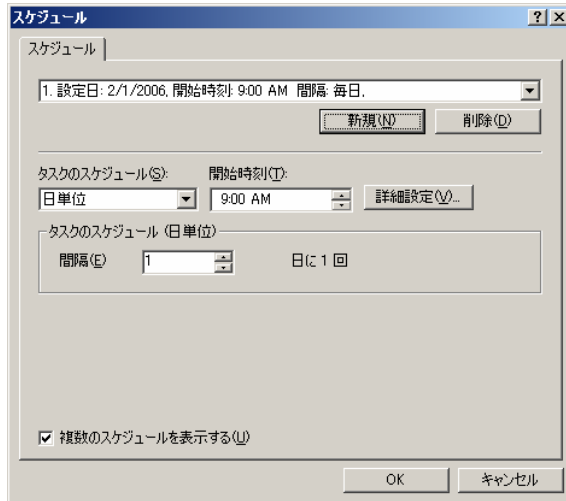 スケジュール
スケジュール
1. 設定日: 2/1/2006, 開始時刻: 9:00 AM 間隔: 毎日,
新規(N) 削除(D)
タスクのスケジュール(S): 開始時刻(T):
日単位 9:00 AM 詳細設定(V)...
タスクのスケジュール (日単位)
間隔(E) 1 日に 1 回
複数のスケジュールを表示する(U)
OK キャンセル